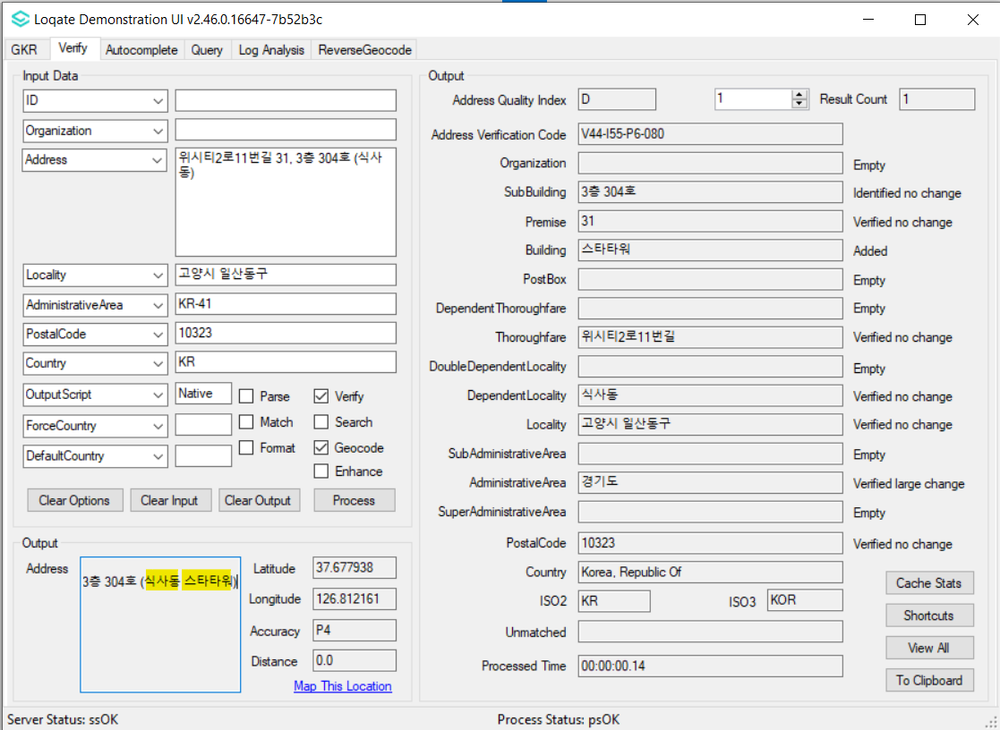 Loqate Demonstration UI v2.46.0.16647-7b52b3c
GKR Verify Autocomplete Query Log Analysis ReverseGeocode
Input Data
ID
Organization
Address 위시티2로11번길 31, 3층 304호 (식사
동)
Locality 고양시 일산동구
AdministrativeArea KR-41
PostalCode 10323
Country KR
OutputScript Native Parse Verify
ForceCountry Match Search
DefaultCountry Format Geocode
Enhance
Clear Options Clear Input Clear Output Process
Output
Address 3층 304호 (식사동 스타타워)
Latitude 37.677938
Longitude 126.812161
Accuracy P4
Distance 0.0
Map This Location
Output
Address Quality Index D 1 Result Count 1
Address Verification Code V44-I55-P6-080
Organization Empty
SubBuilding 3층 304호 Identified no change
Premise 31 Verified no change
Building 스타타워 Added
PostBox Empty
DependentThoroughfare Empty
Thoroughfare 위시티2로11번길 Verified no change
DoubleDependentLocality Empty
DependentLocality 식사동 Verified no change
Locality 고양시 일산동구 Verified no change
SubAdministrativeArea Empty
AdministrativeArea 경기도 Verified large change
SuperAdministrativeArea Empty
PostalCode 10323 Verified no change
Country Korea, Republic Of
ISO2 KR ISO3 KOR
Unmatched
Processed Time 00:00:00.14
Cache Stats
Shortcuts
View All
To Clipboard
Server Status: ssOK Process Status: psOK